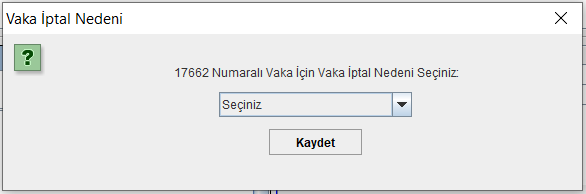 Vaka İptal Nedeni
?
17662 Numaralı Vaka İçin Vaka İptal Nedeni Seçiniz:
Seçiniz
Kaydet